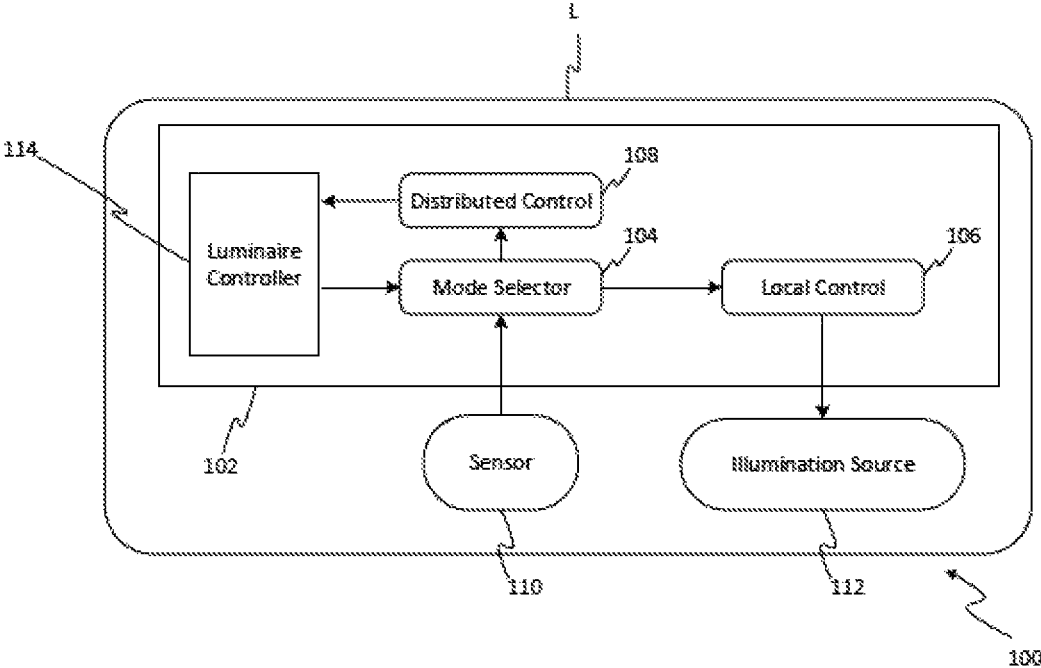 L
108
114
Distributed Control
Luminaire
Controller
104
106
Mode Selector
Local Control
102
Sensor
Illumination Source
110
112
100